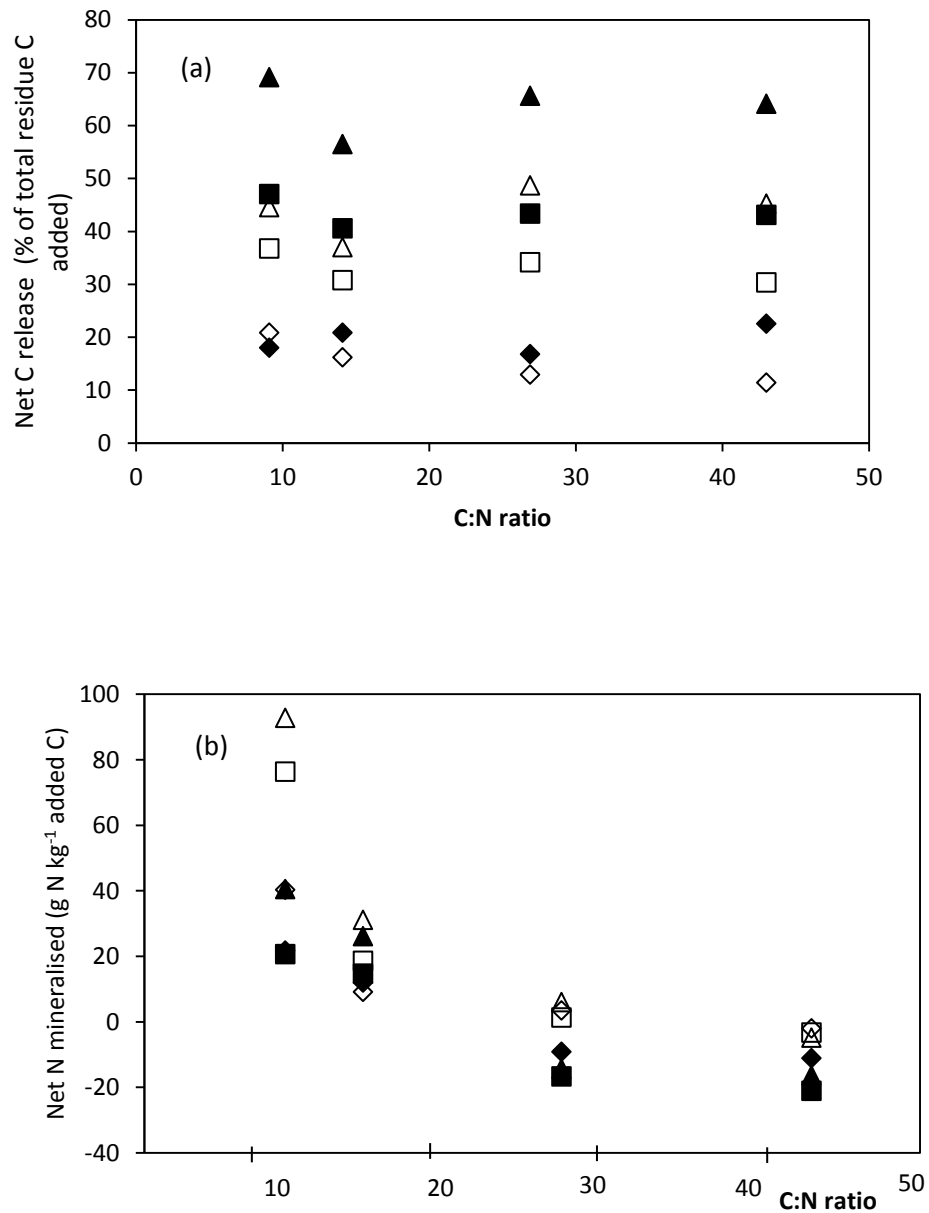 80
70
60
50
40
30
20
10
0
(a)
Net C release (% of total residue C
added)
0 10 20 30 40 50
C:N ratio
100
80
60
40
20
0
-20
-40
(b)
Net N mineralised (g N kg⁻¹ added C)
10 20 30 40 50
C:N ratio